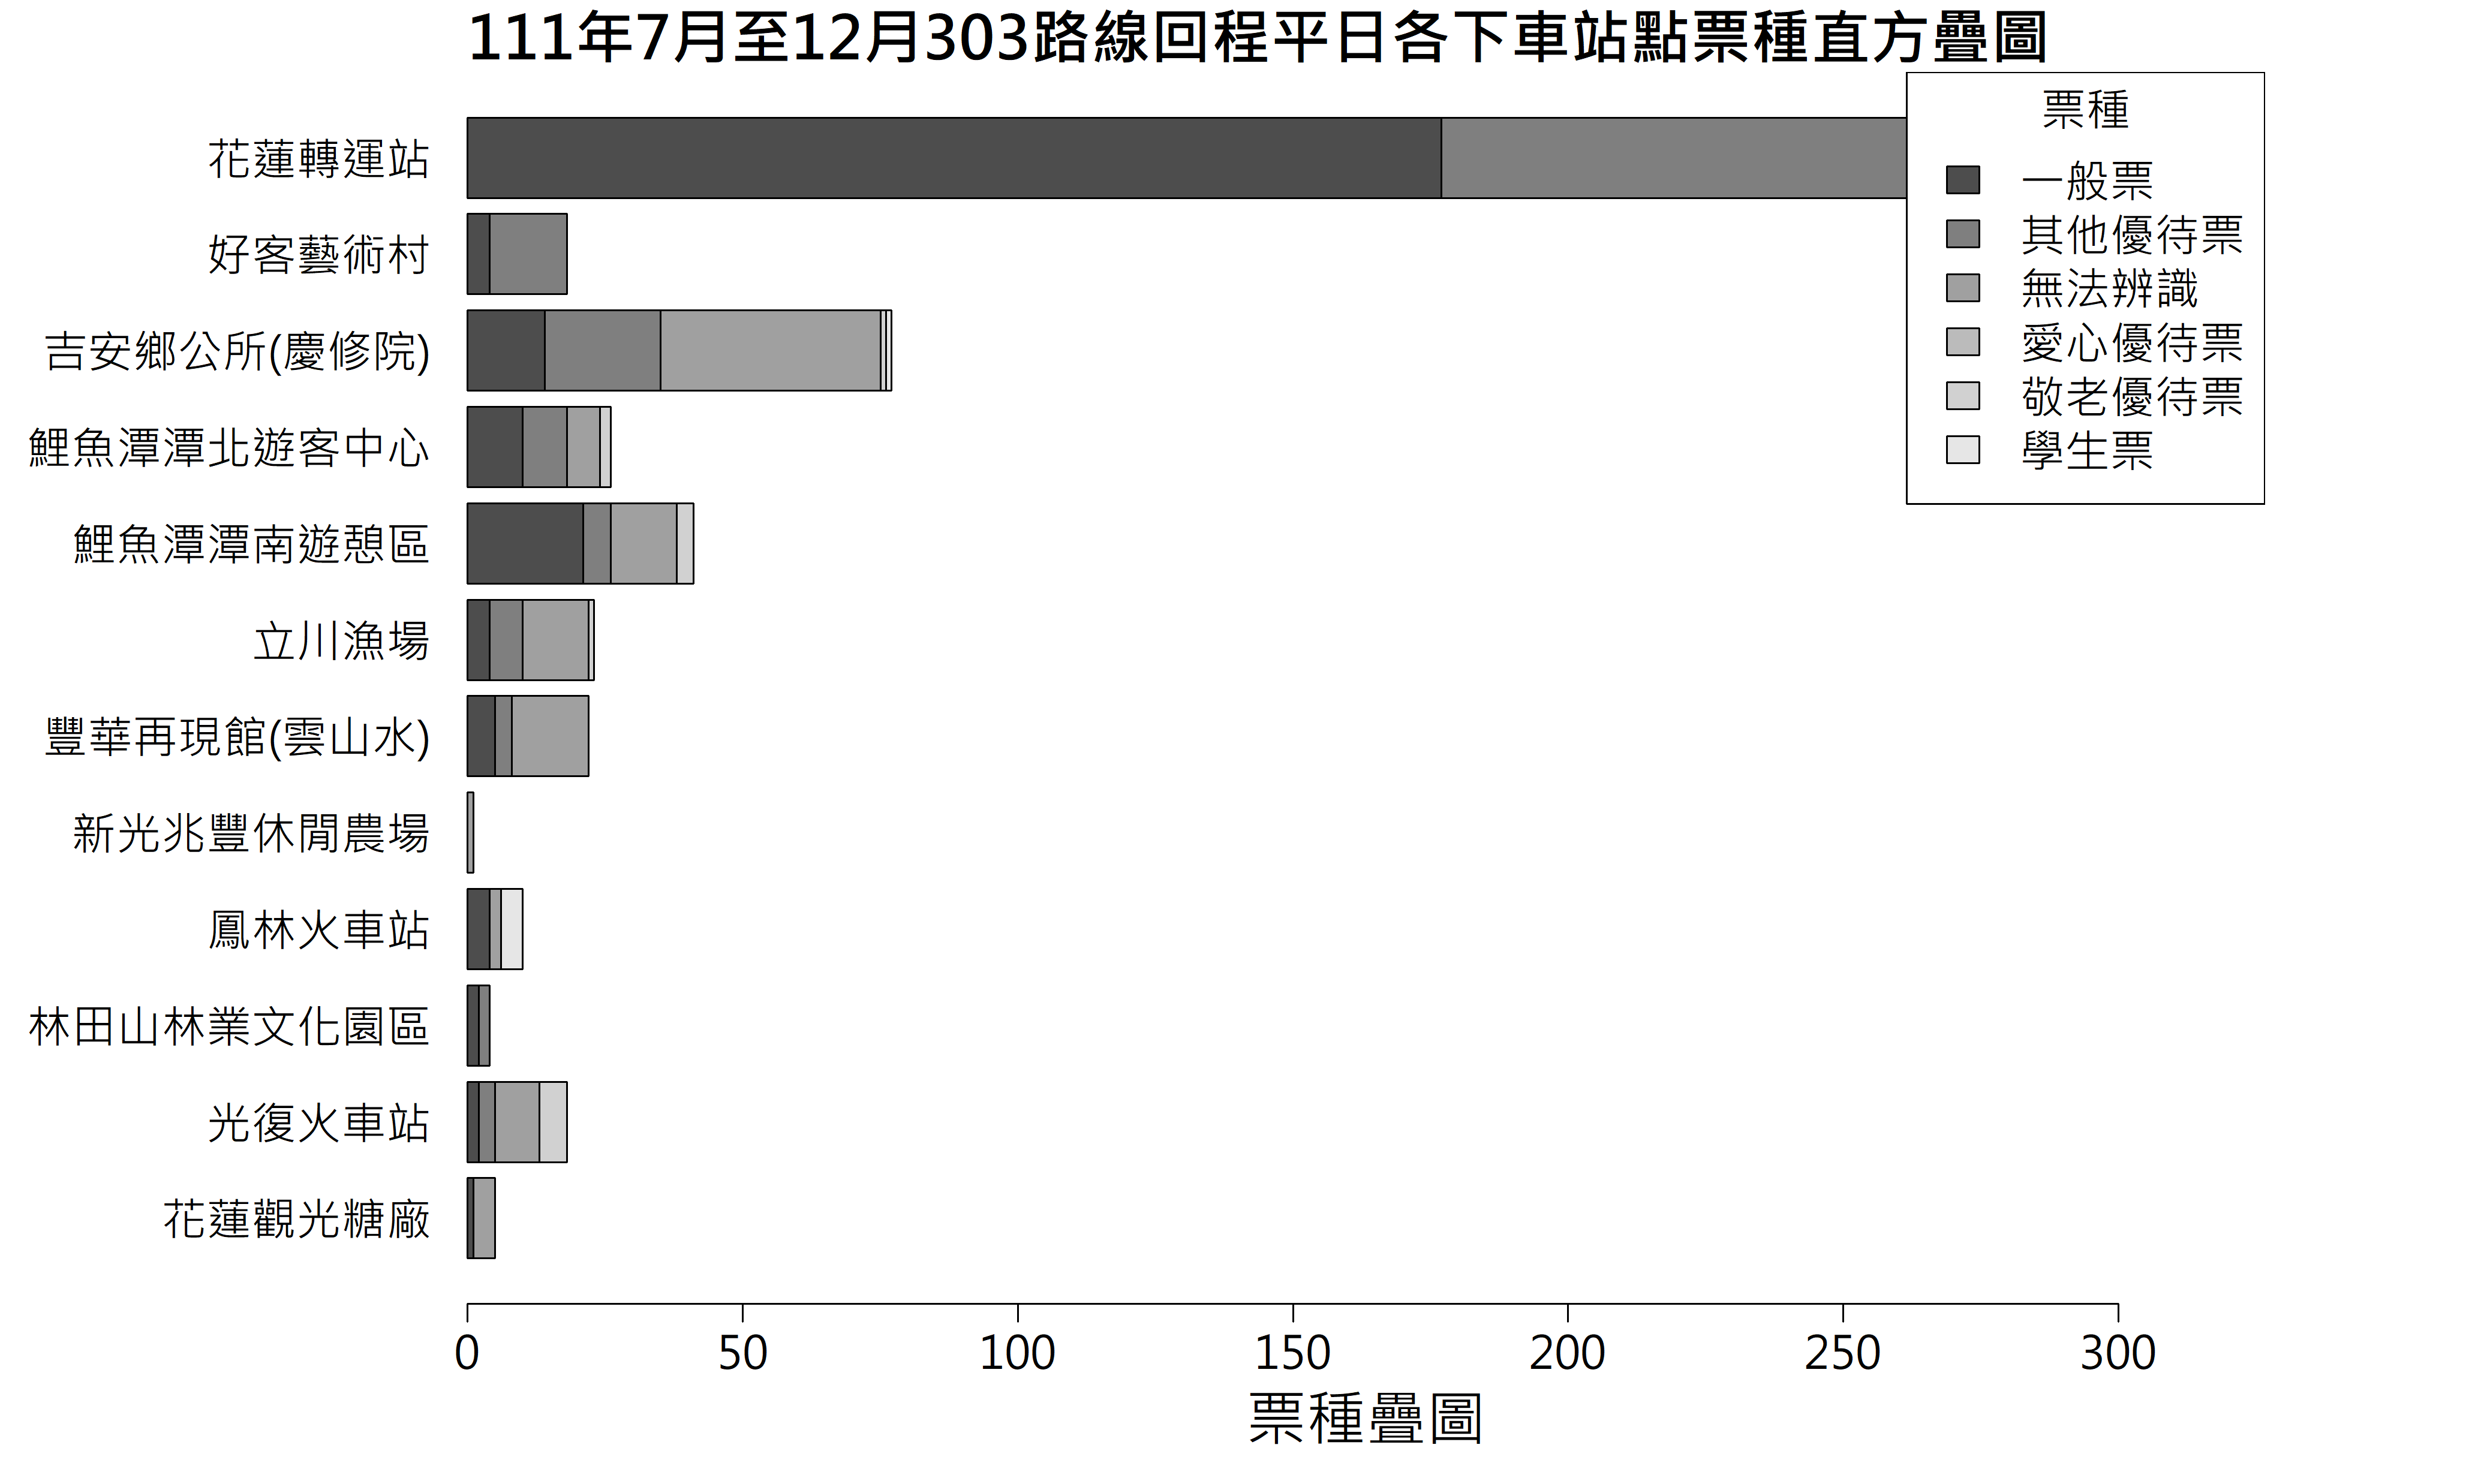 111年7月至12月303路線回程平日各下車站點票種直方疊圖
票種
一般票
其他優待票
無法辨識
愛心優待票
敬老優待票
學生票
花蓮轉運站
好客藝術村
吉安鄉公所(慶修院)
鯉魚潭潭北遊客中心
鯉魚潭潭南遊憩區
立川漁場
豐華再現館(雲山水)
新光兆豐休閒農場
鳳林火車站
林田山林業文化園區
光復火車站
花蓮觀光糖廠
0 50 100 150 200 250 300
票種疊圖